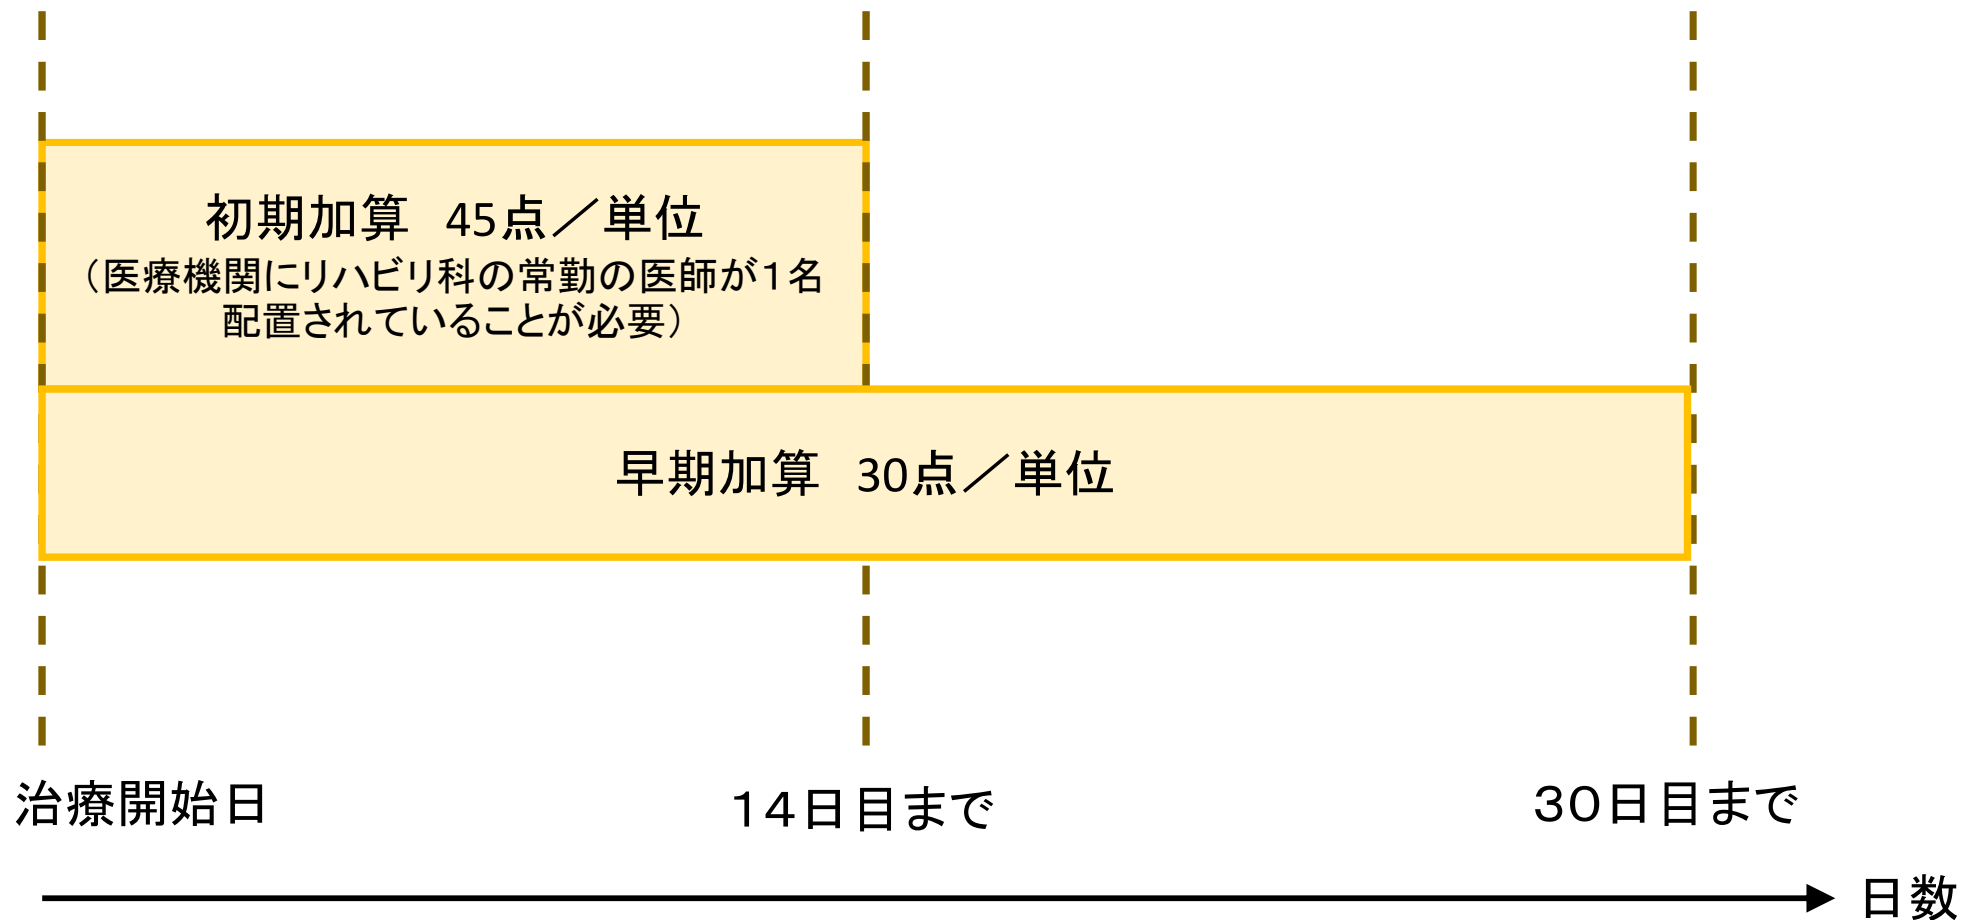 初期加算　45点／単位
（医療機関にリハビリ科の常勤の医師が１名
配置されていることが必要）
早期加算　30点／単位
治療開始日
１４日目まで
３０日目まで
日数